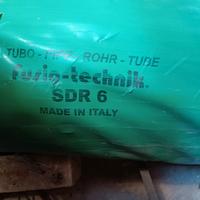 TUBO - PIPE - ROHR - TUBE
Fusio-technik®
SDR 6
MADE IN ITALY